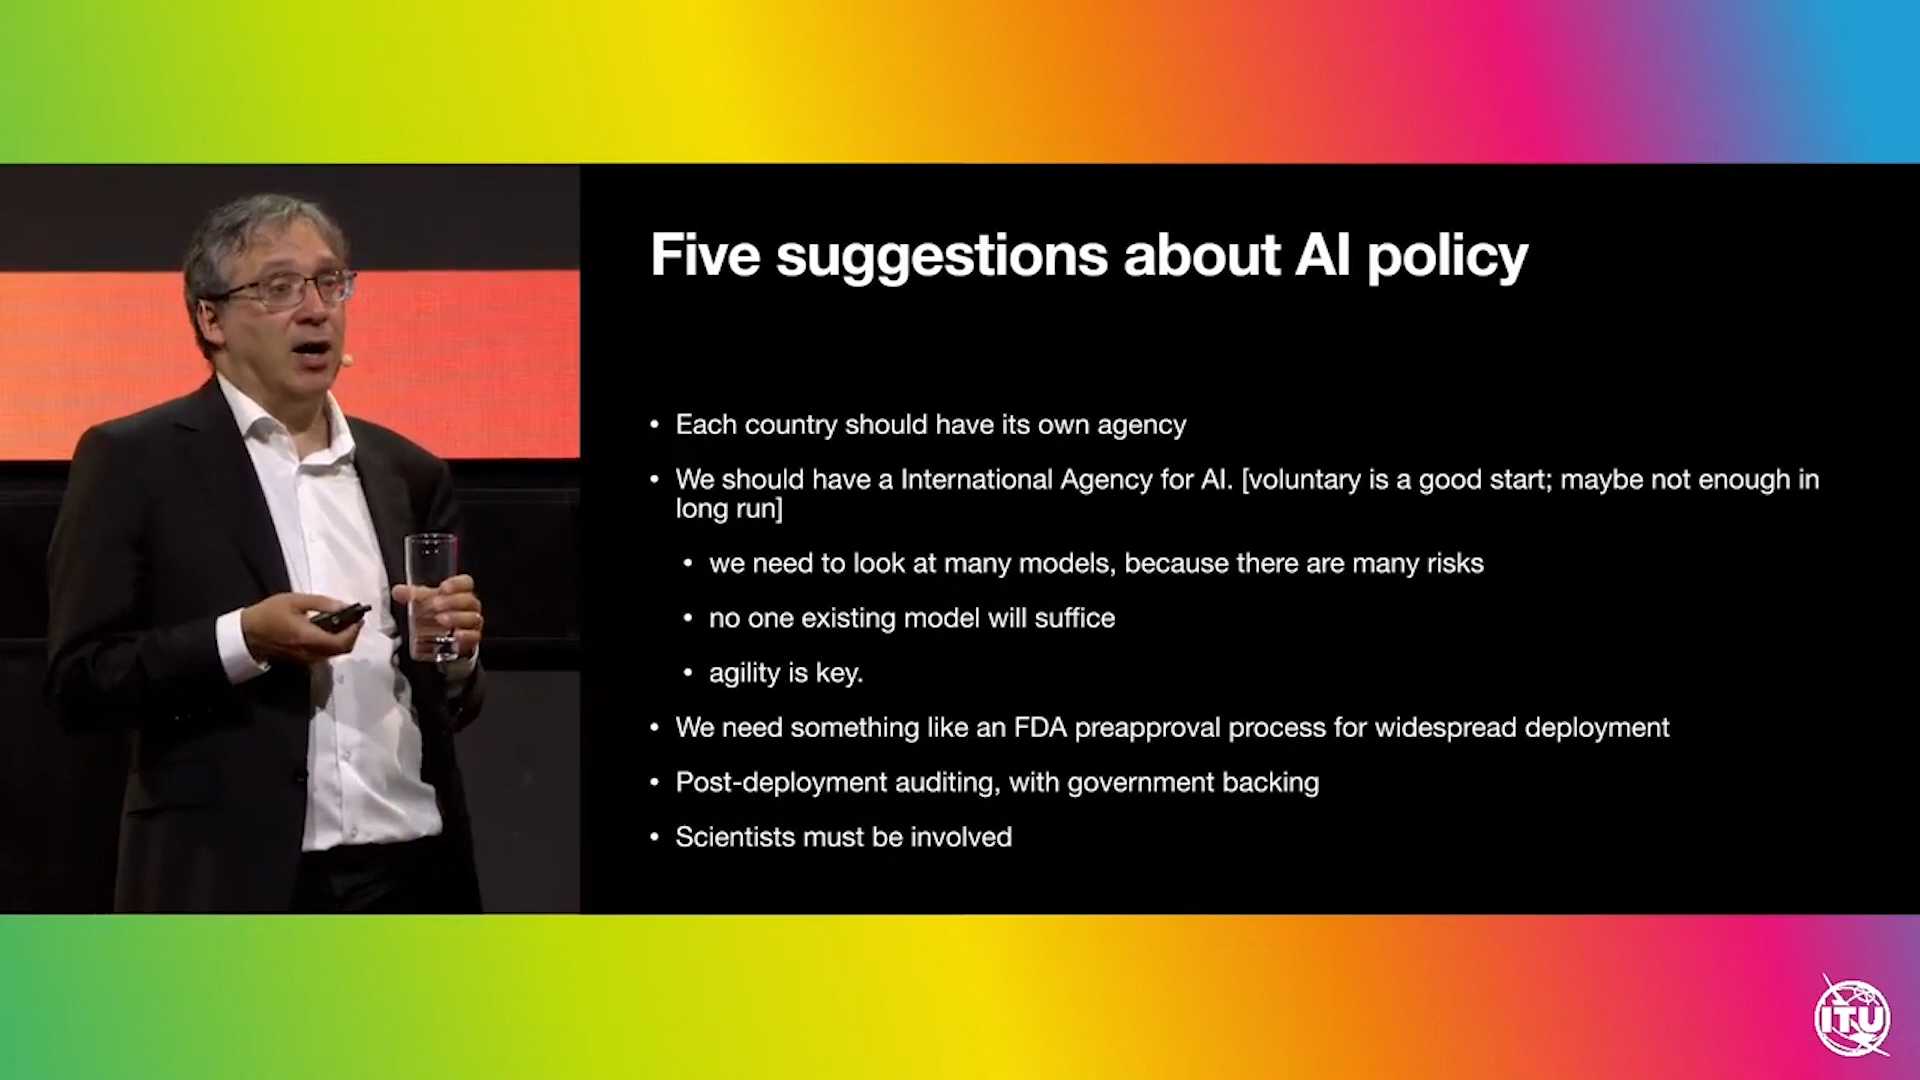 Five suggestions about AI policy
• Each country should have its own agency
• We should have a International Agency for AI. [voluntary is a good start; maybe not enough in
long run]
• we need to look at many models, because there are many risks
• no one existing model will suffice
• agility is key.
• We need something like an FDA preapproval process for widespread deployment
• Post-deployment auditing, with government backing
• Scientists must be involved
ITU